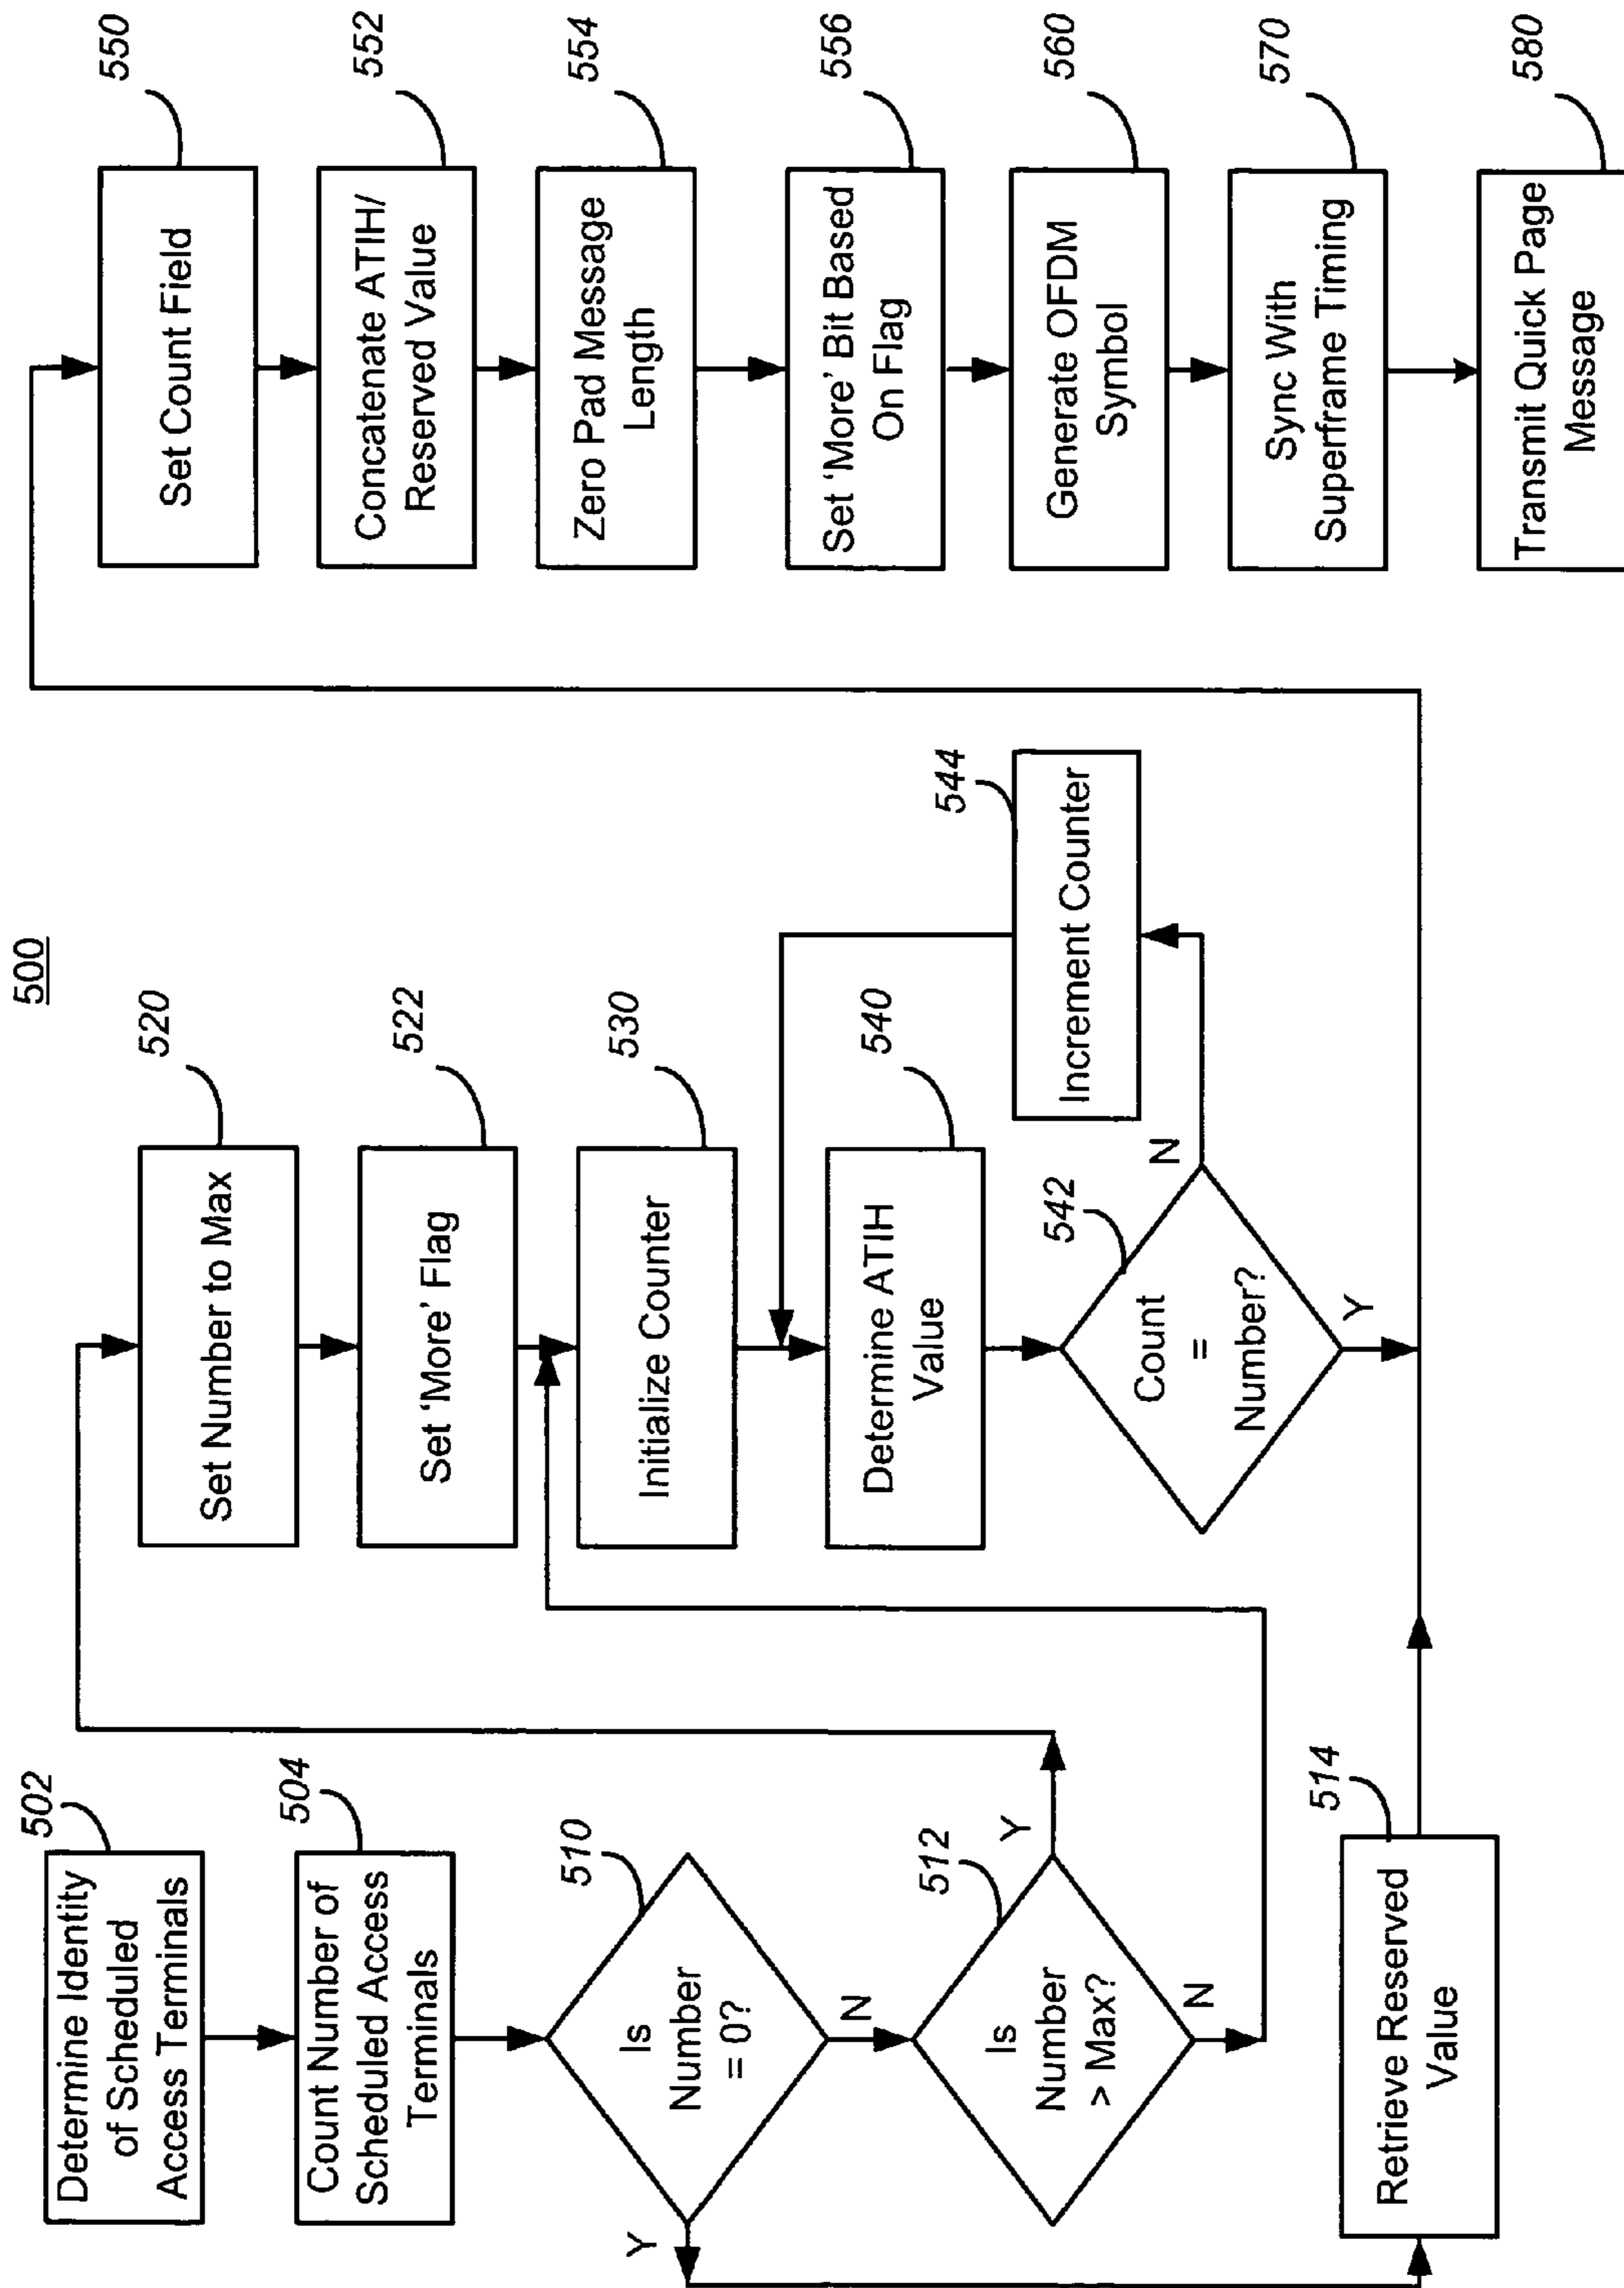 500
502
Determine Identity
of Scheduled
Access Terminals
504
Count Number of
Scheduled Access
Terminals
510
Is
Number
= 0?
Y
N
512
Is
Number
> Max?
Y
N
514
Retrieve Reserved
Value
520
Set Number to Max
522
Set 'More' Flag
530
Initialize Counter
540
Determine ATIH
Value
542
Count
=
Number?
N
Y
544
Increment Counter
550
Set Count Field
552
Concatenate ATIH/
Reserved Value
554
Zero Pad Message
Length
556
Set 'More' Bit Based
On Flag
560
Generate OFDM
Symbol
570
Sync With
Superframe Timing
580
Transmit Quick Page
Message